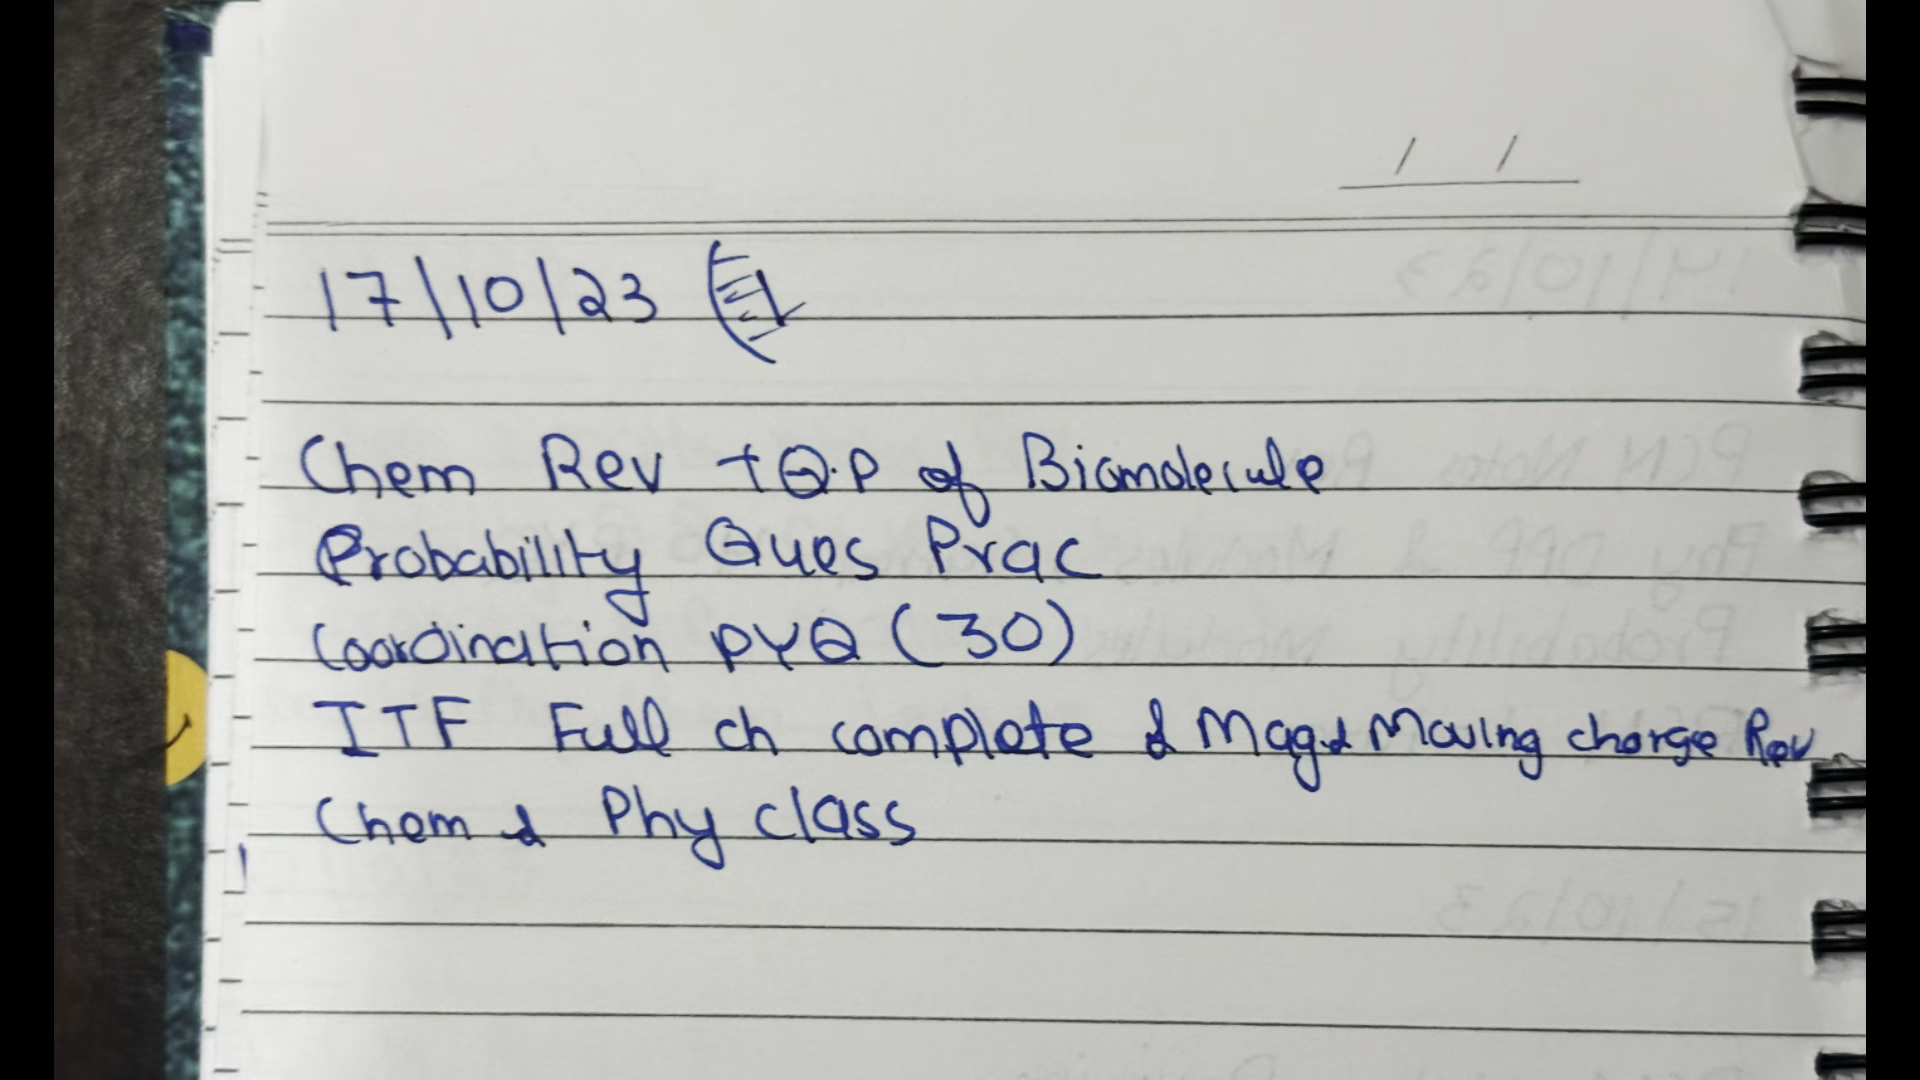 / /
17/10/23
Chem Rev + Q.P of Biomolecule
Probability Ques Prac
Coordination PYQ (30)
ITF Full ch complete & Mag & Moving charge Rev
Chem & Phy class